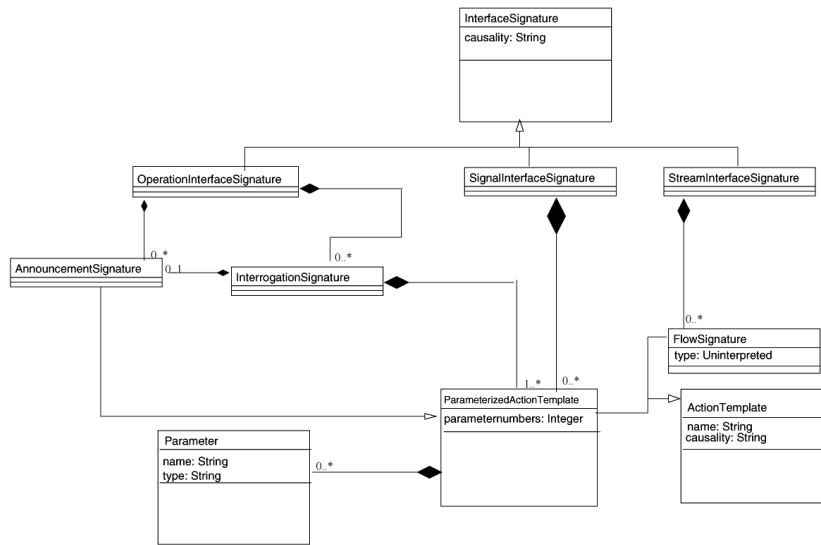 InterfaceSignature
causality: String
OperationInterfaceSignature
SignalInterfaceSignature
StreamInterfaceSignature
0..*
0..*
AnnouncementSignature
0..1
InterrogationSignature
0..*
FlowSignature
type: Uninterpreted
1..*
0..*
ParameterizedActionTemplate
parameternumbers: Integer
ActionTemplate
name: String
causality: String
Parameter
name: String
type: String
0..*